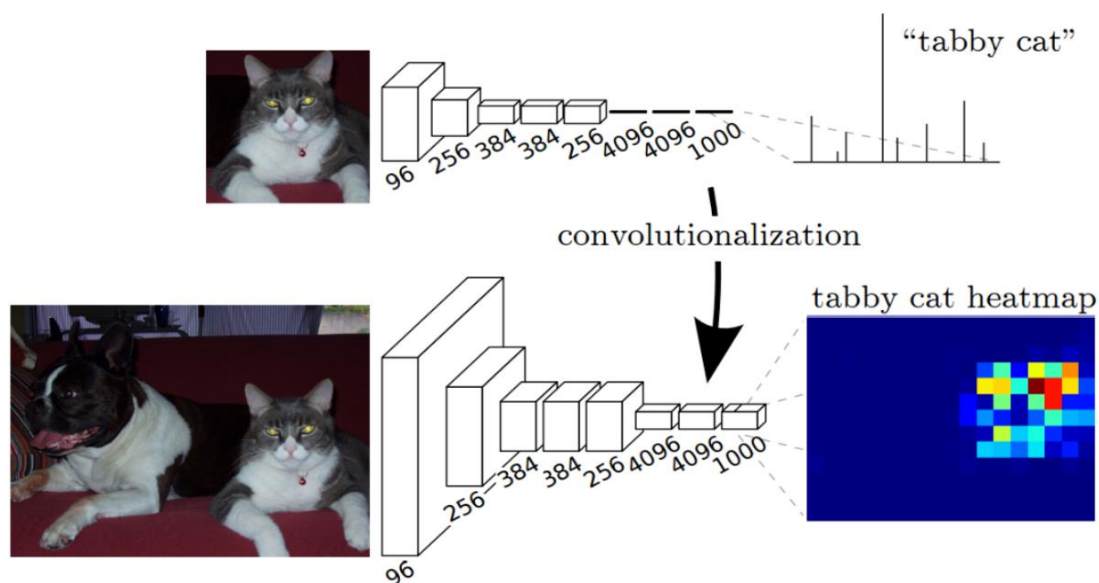 “tabby cat”
96 256 384 384 256 4096 4096 1000
convolutionalization
tabby cat heatmap
96 256 384 384 256 4096 4096 1000